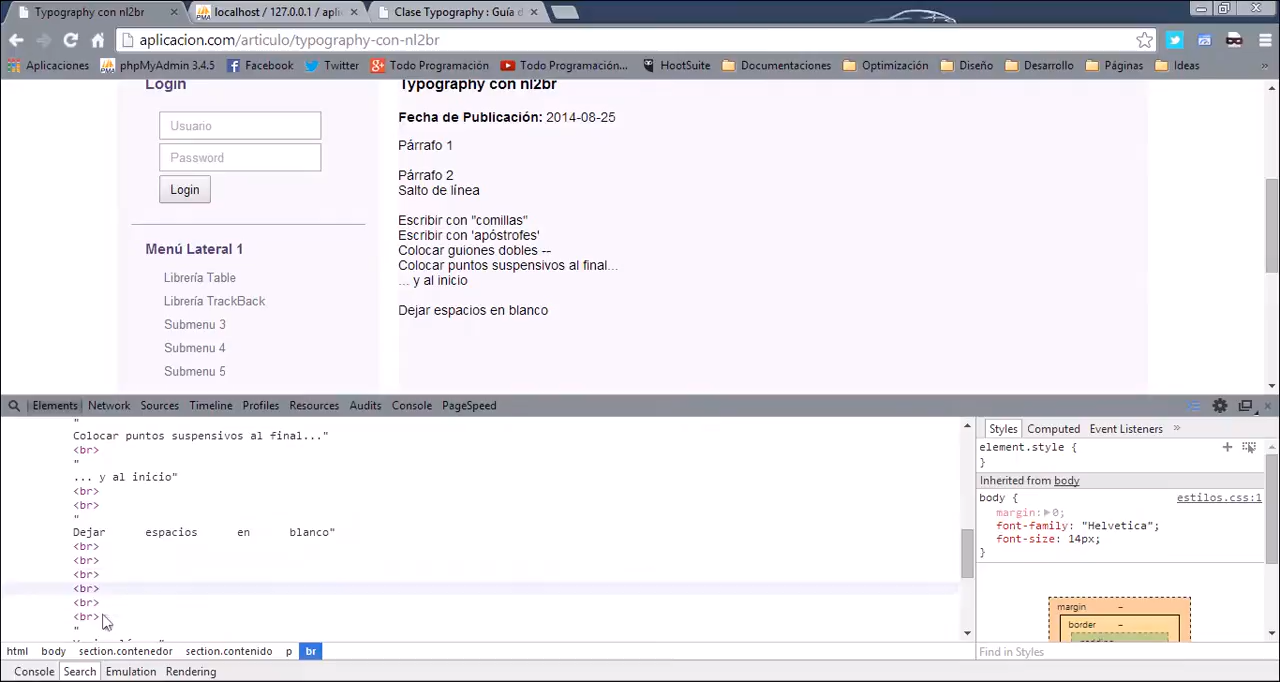 Typography con nl2br
localhost / 127.0.0.1 / apli
Clase Typography : Guía d
aplicacion.com/articulo/typography-con-nl2br
Aplicaciones phpMyAdmin 3.4.5 Facebook Twitter Todo Programación Todo Programación... HootSuite Documentaciones Optimización Diseño Desarrollo Páginas Ideas »
Login
Usuario
Password
Login
Menú Lateral 1
Librería Table
Librería TrackBack
Submenu 3
Submenu 4
Submenu 5
Typography con nl2br
Fecha de Publicación: 2014-08-25
Párrafo 1
Párrafo 2
Salto de línea
Escribir con "comillas"
Escribir con 'apóstrofes'
Colocar guiones dobles --
Colocar puntos suspensivos al final...
... y al inicio
Dejar espacios en blanco
Elements Network Sources Timeline Profiles Resources Audits Console PageSpeed
"
Colocar puntos suspensivos al final..."
<br>
"
... y al inicio"
<br>
<br>
"
Dejar espacios en blanco"
<br>
<br>
<br>
<br>
<br>
<br>
"
Styles Computed Event Listeners »
element.style {
}
Inherited from body
body { estilos.css:1
margin: 0;
font-family: "Helvetica";
font-size: 14px;
}
margin –
border –
html body section.contenedor section.contenido p br
Find in Styles
Console Search Emulation Rendering